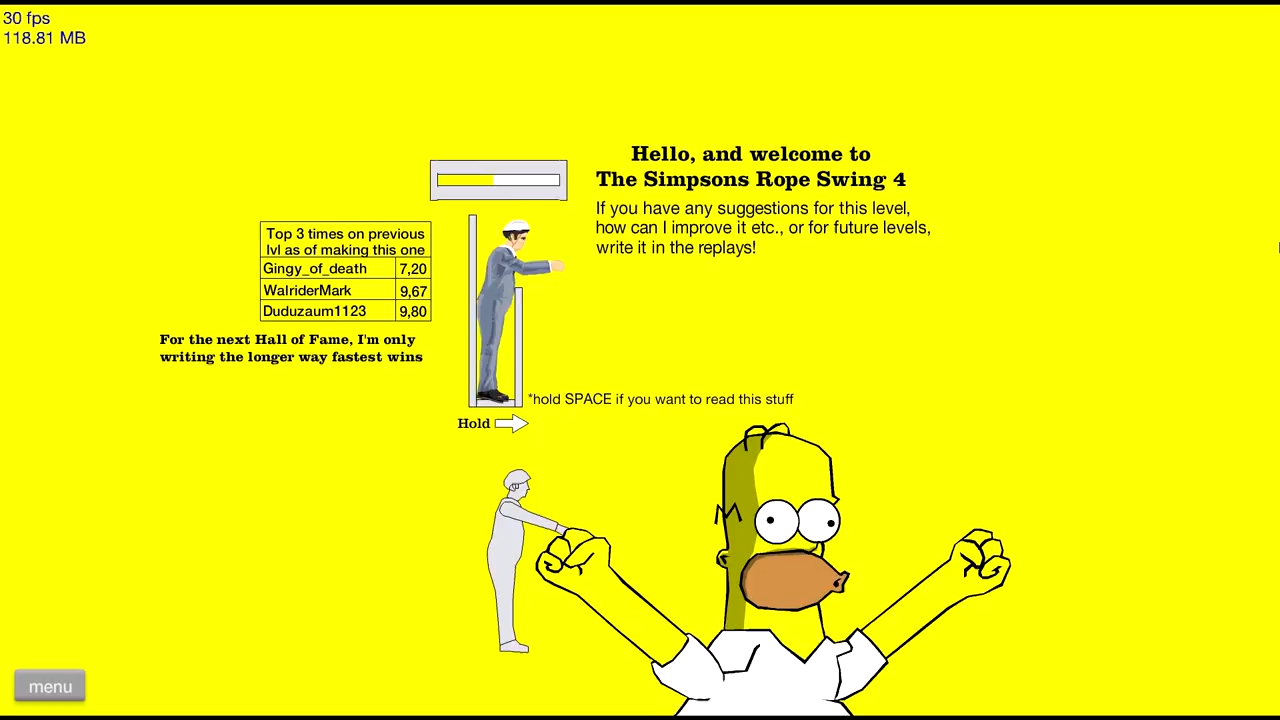 30 fps
118.81 MB
Hello, and welcome to
The Simpsons Rope Swing 4
If you have any suggestions for this level,
how can I improve it etc., or for future levels,
write it in the replays!
Top 3 times on previous
lvl as of making this one
Gingy_of_death 7,20
WalriderMark 9,67
Duduzaum1123 9,80
For the next Hall of Fame, I'm only
writing the longer way fastest wins
*hold SPACE if you want to read this stuff
Hold
menu